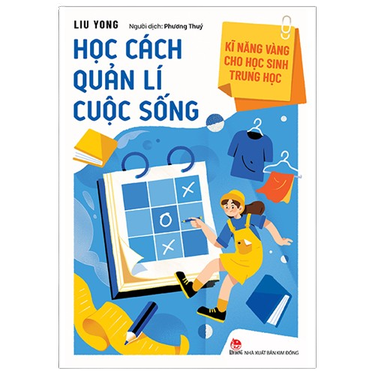 LIU YONG
Người dịch: Phương Thuý
HỌC CÁCH
QUẢN LÍ
CUỘC SỐNG
KĨ NĂNG VÀNG
CHO HỌC SINH
TRUNG HỌC
NHÀ XUẤT BẢN KIM ĐỒNG